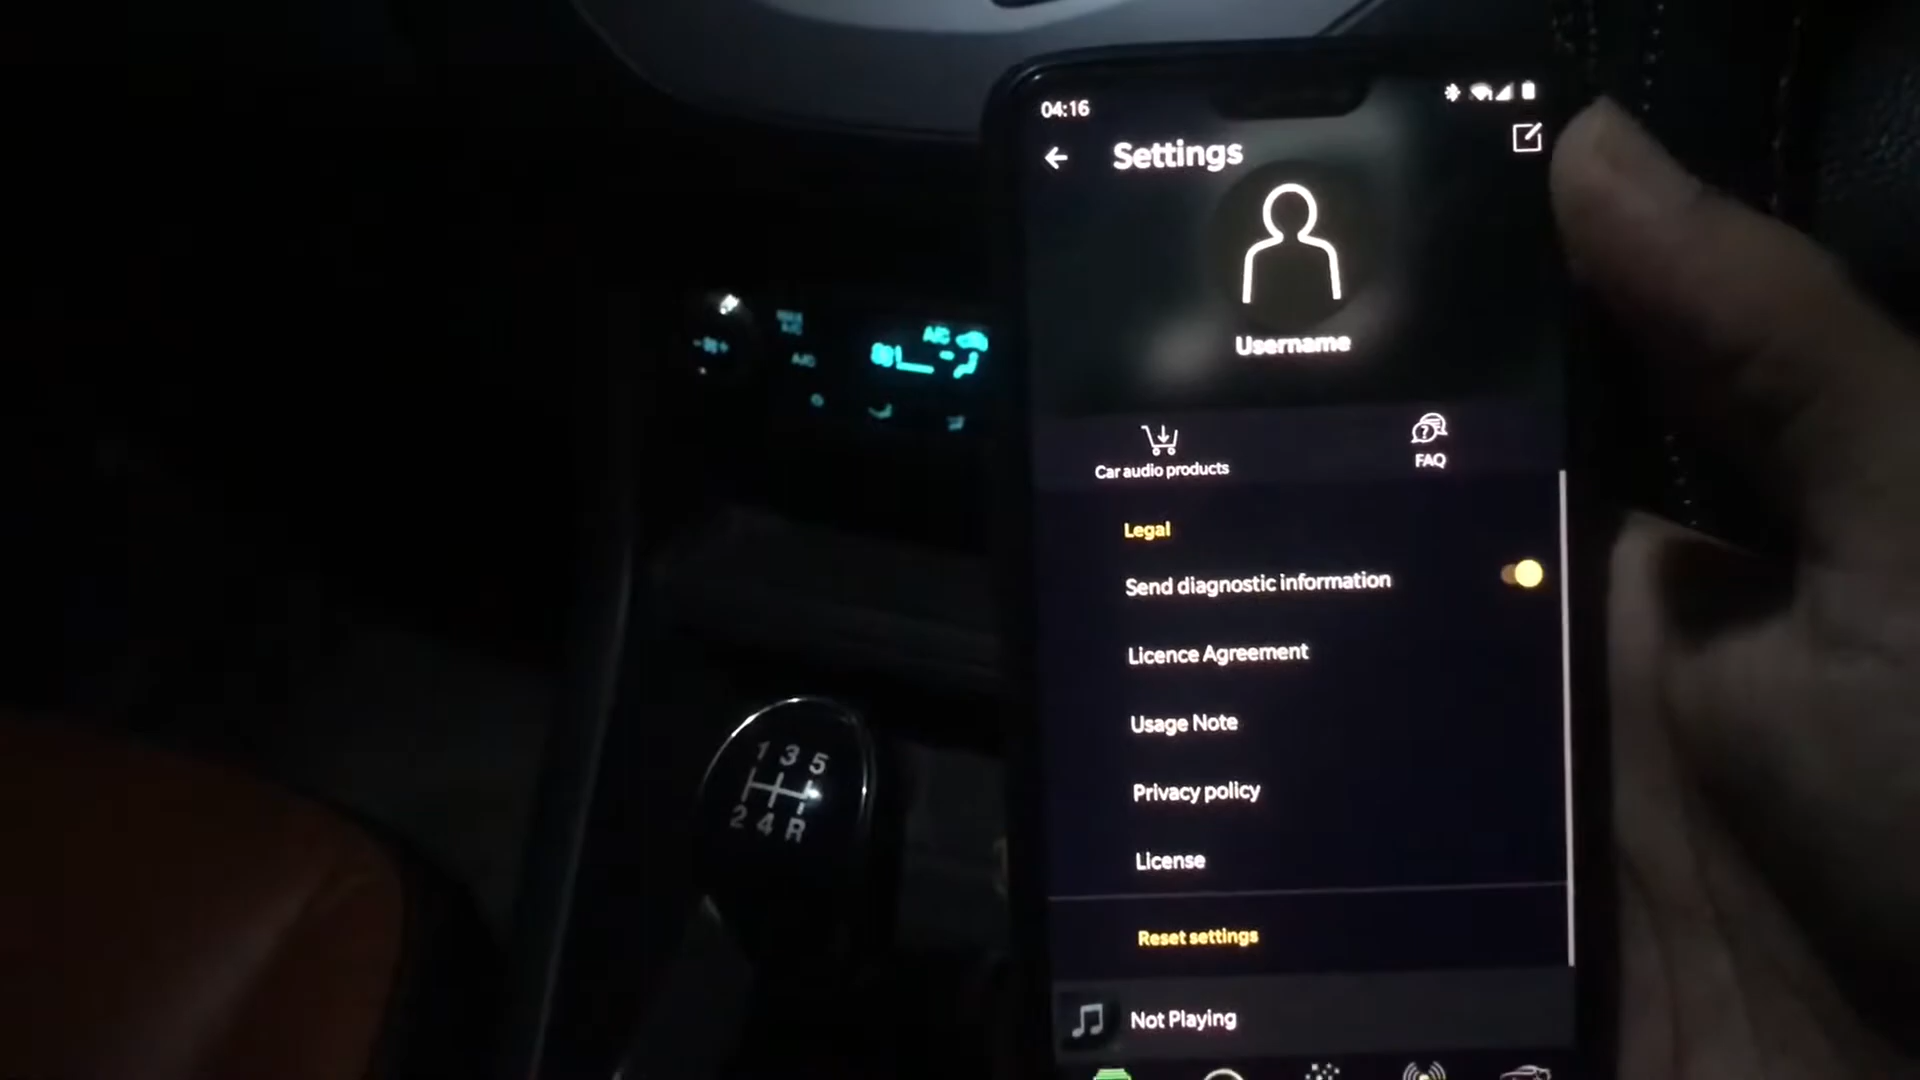 04:16
Settings
Username
Car audio products
FAQ
Legal
Send diagnostic information
Licence Agreement
Usage Note
Privacy policy
License
Reset settings
Not Playing
A/C
A/C
1 3 5
2 4 R